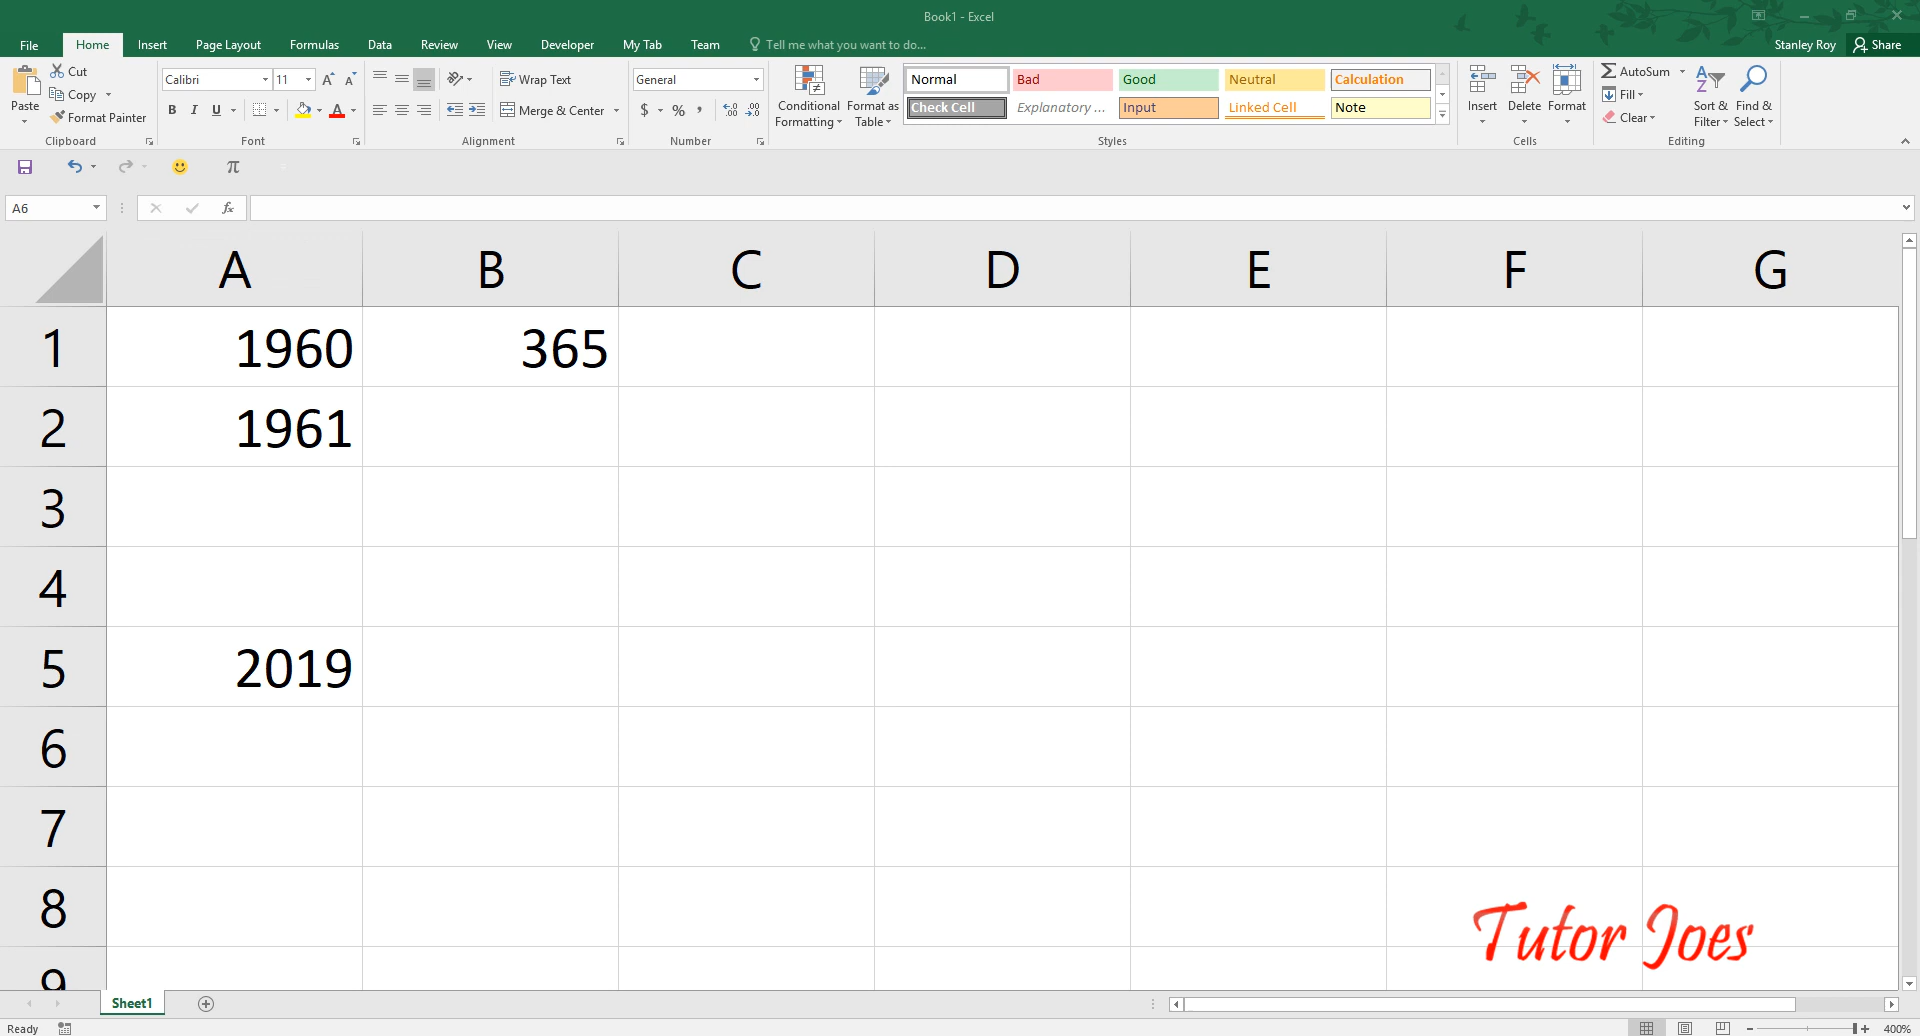 Book1 - Excel
File Home Insert Page Layout Formulas Data Review View Developer My Tab Team Tell me what you want to do... Stanley Roy Share
Paste Cut Copy Format Painter Clipboard
Calibri 11 B I U A Font
Wrap Text Merge & Center Alignment
General $ % , .00 Number
Conditional Formatting Format as Table
Normal Bad Good Neutral Calculation
Check Cell Explanatory ... Input Linked Cell Note
Styles
Insert Delete Format Cells
AutoSum Fill Clear Sort & Filter Find & Select Editing
π
A6 fx
A B C D E F G
1 1960 365
2 1961
3
4
5 2019
6
7
8
Tutor Joes
9
Sheet1
Ready 400%